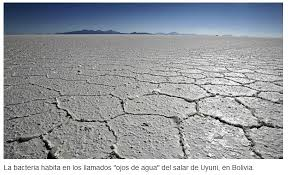 La bacteria habita en los llamados "ojos de agua" del salar de Uyuni, en Bolivia.